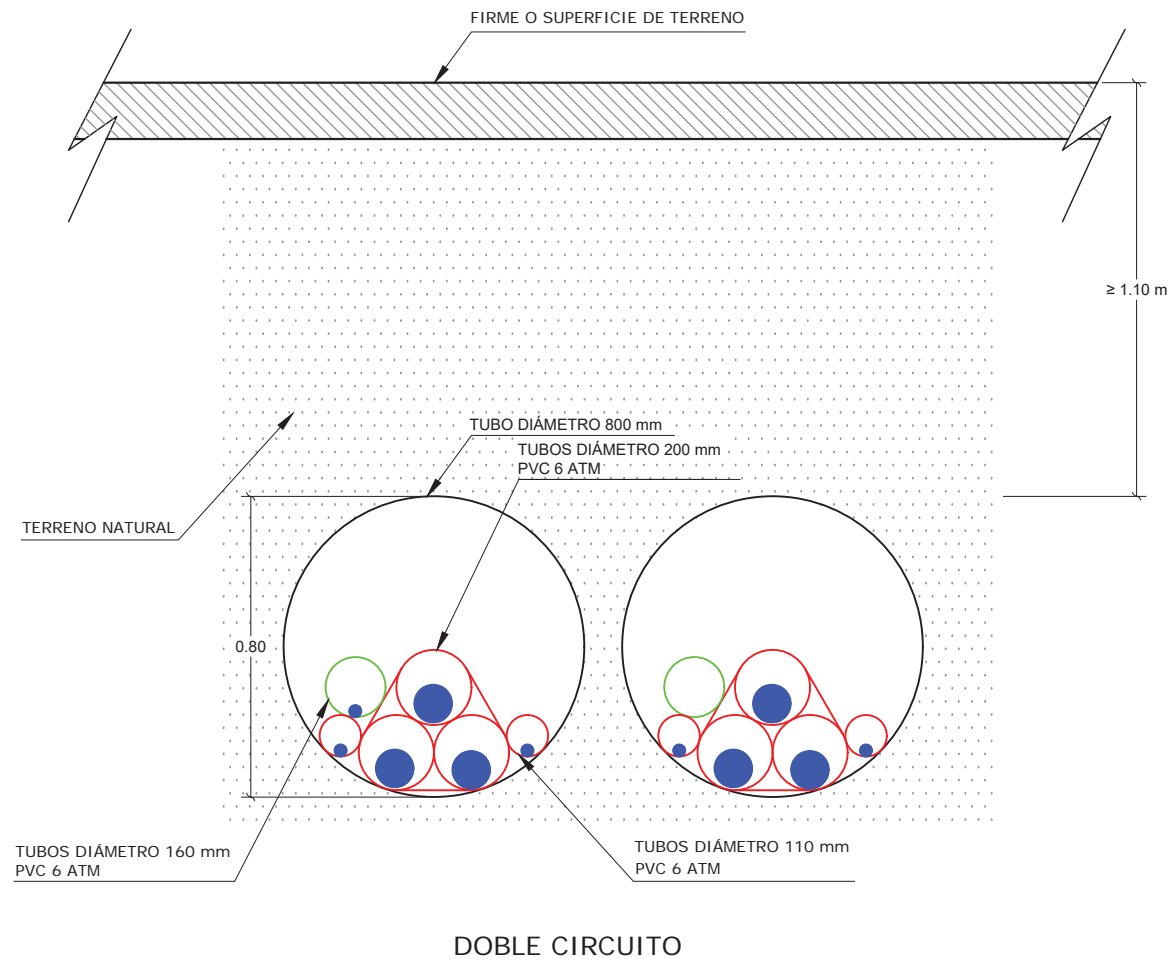 FIRME O SUPERFICIE DE TERRENO
≥ 1.10 m
TUBO DIÁMETRO 800 mm
TUBOS DIÁMETRO 200 mm
PVC 6 ATM
TERRENO NATURAL
0.80
TUBOS DIÁMETRO 160 mm
PVC 6 ATM
TUBOS DIÁMETRO 110 mm
PVC 6 ATM
DOBLE CIRCUITO